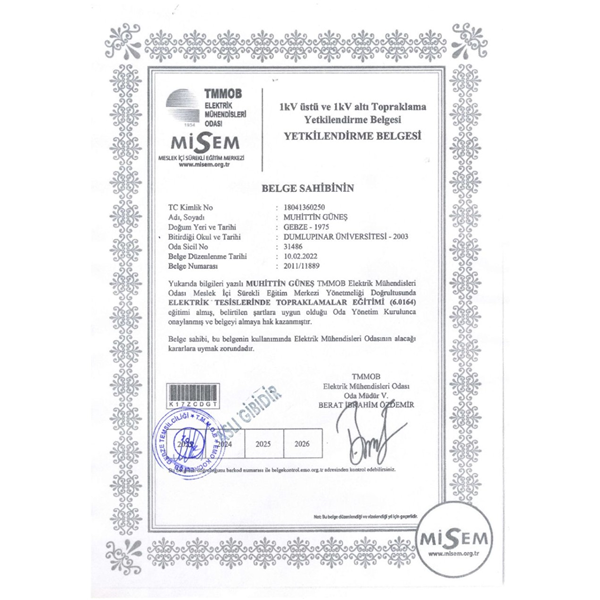 TMMOB
ELEKTRİK
MÜHENDİSLERİ
ODASI
1954
MİSEM
MESLEK İÇİ SÜREKLİ EĞİTİM MERKEZİ
www.misem.org.tr
1kV üstü ve 1kV altı Topraklama
Yetkilendirme Belgesi
YETKİLENDİRME BELGESİ
BELGE SAHİBİNİN
TC Kimlik No : 18041360250
Adı, Soyadı : MUHİTTİN GÜNEŞ
Doğum Yeri ve Tarihi : GEBZE - 1975
Bitirdiği Okul ve Tarihi : DUMLUPINAR ÜNİVERSİTESİ - 2003
Oda Sicil No : 31486
Belge Düzenlenme Tarihi : 10.02.2022
Belge Numarası : 2011/11889
Yukarıda bilgileri yazılı MUHİTTİN GÜNEŞ TMMOB Elektrik Mühendisleri
Odası Meslek İçi Sürekli Eğitim Merkezi Yönetmeliği Doğrultusunda
ELEKTRİK TESİSLERİNDE TOPRAKLAMALAR EĞİTİMİ (6.0164)
eğitimi almış, belirtilen şartlara uygun olduğu Oda Yönetim Kurulunca
onaylanmış ve belgeyi almaya hak kazanmıştır.
Belge sahibi, bu belgenin kullanımında Elektrik Mühendisleri Odasının alacağı
kararlara uymak zorundadır.
TMMOB
Elektrik Mühendisleri Odası
Oda Müdür V.
BERAT İBRAHİM ÖZDEMİR
K17ZCDGT
ASLI GİBİDİR
2024 2025 2026
barkod numarası ile belgekontrol.emo.org.tr adresinden kontrol edebilirsiniz.
Not: Bu belge düzenlendiği ve vizelendiği yıl için geçerlidir.
MİSEM
www.misem.org.tr